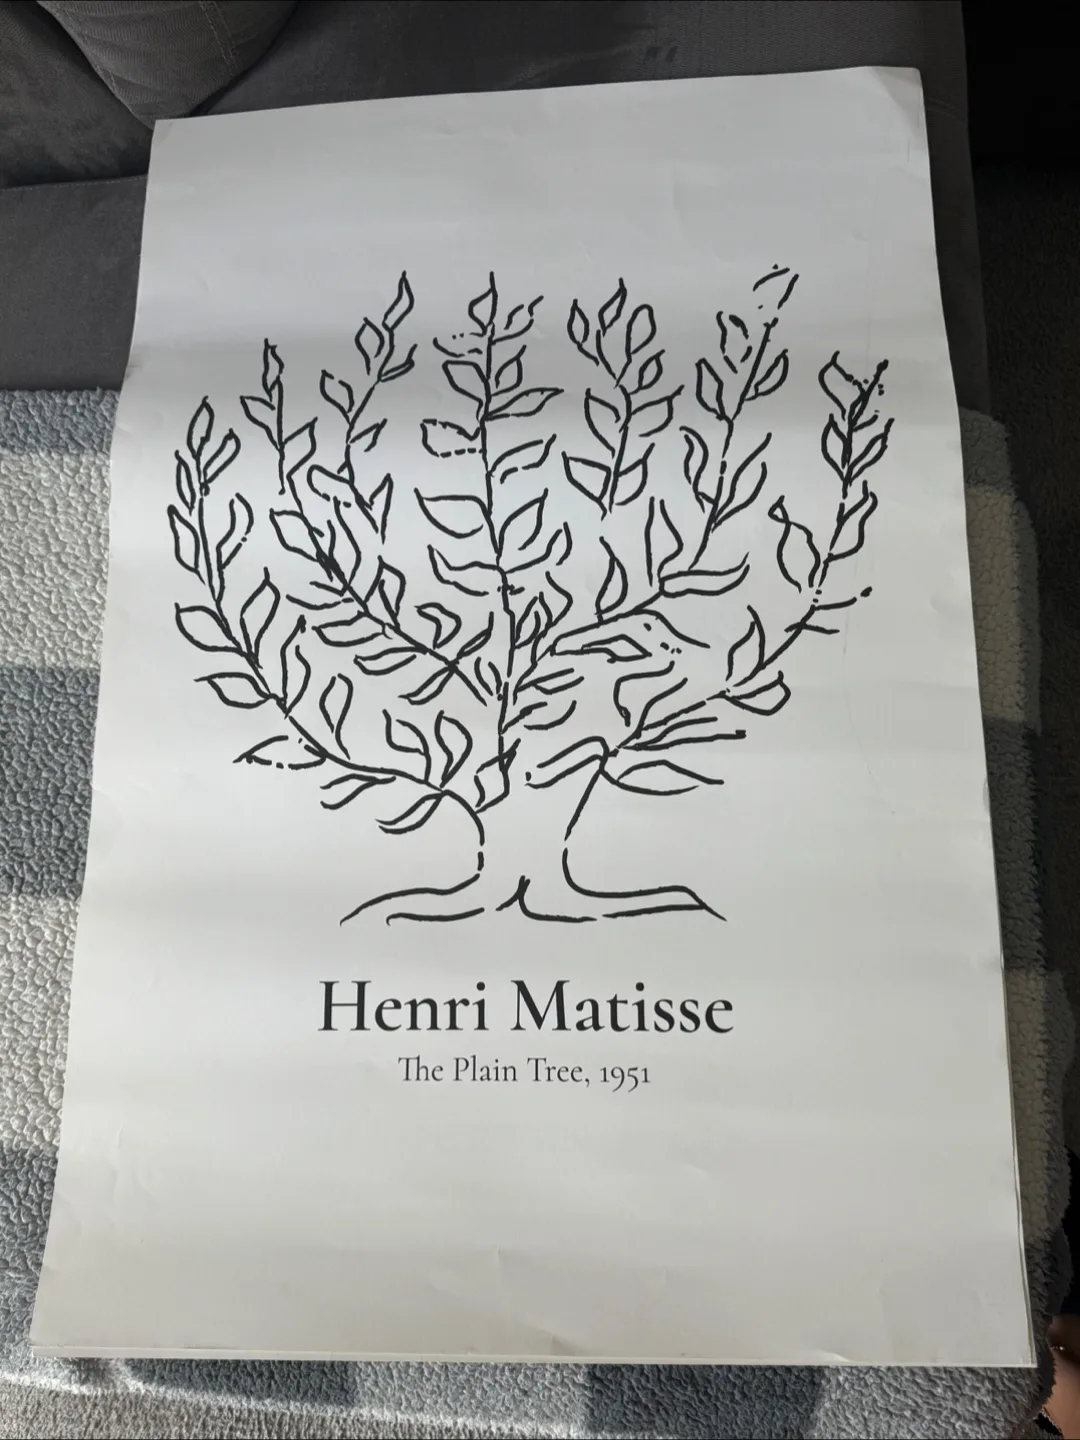 Henri Matisse
The Plain Tree, 1951